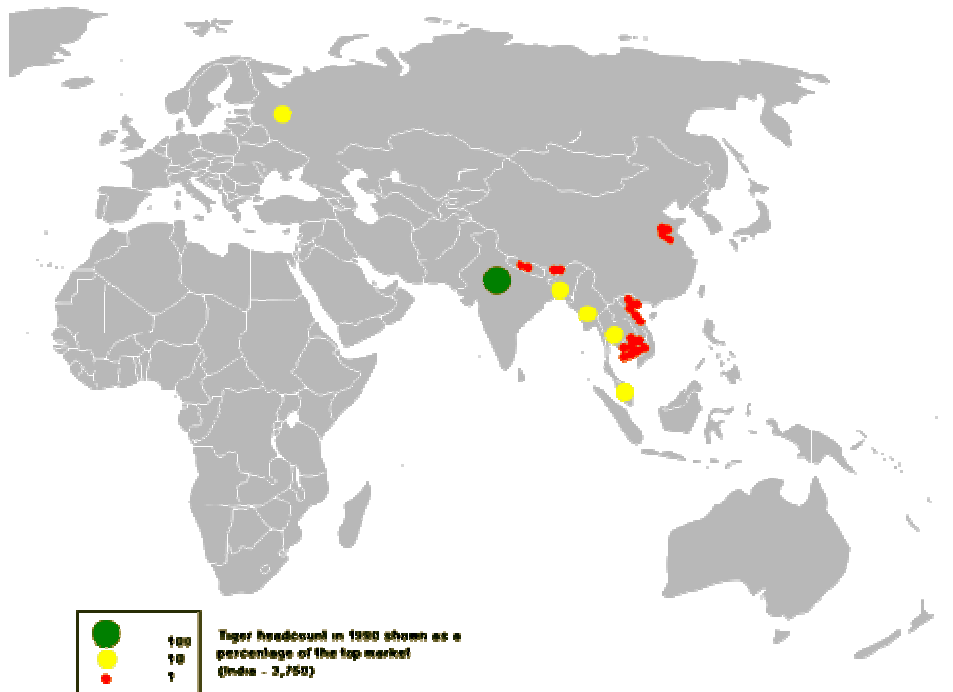 100
10
1
Tiger headcount in 1990 shown as a
percentage of the top market
(India - 3,750)